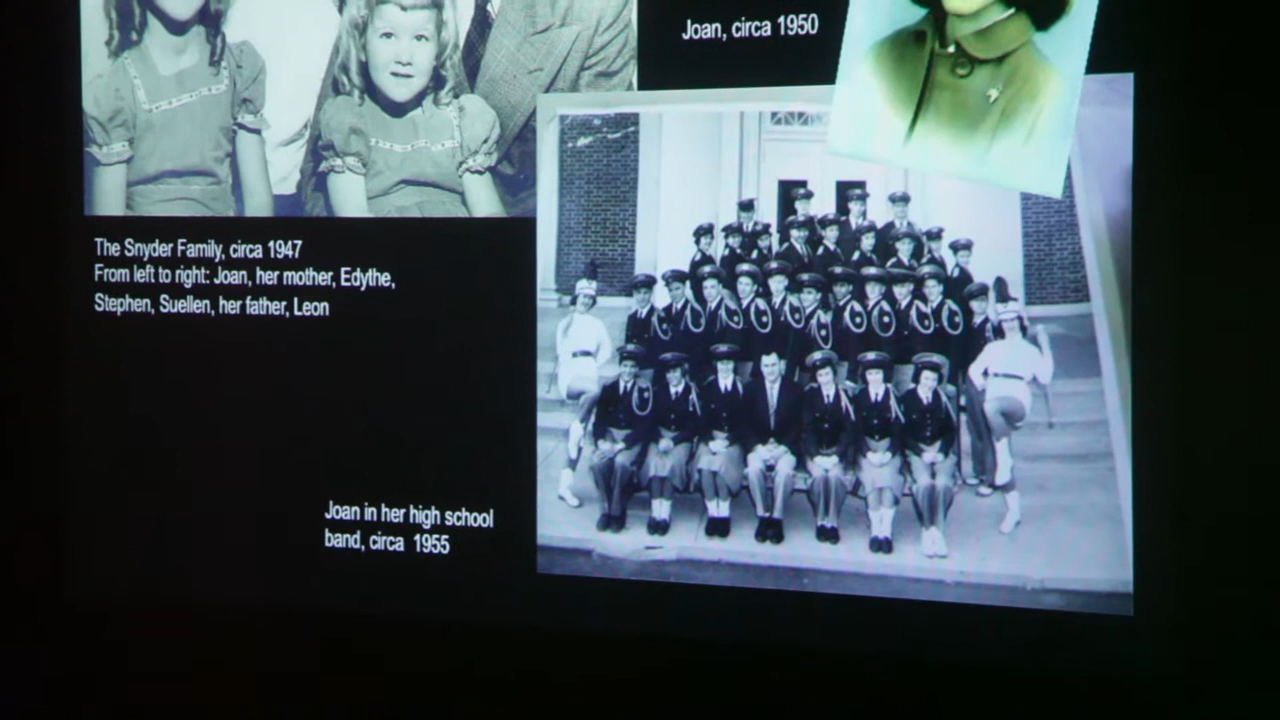 Joan, circa 1950
The Snyder Family, circa 1947
From left to right: Joan, her mother, Edythe,
Stephen, Suellen, her father, Leon
Joan in her high school
band, circa 1955